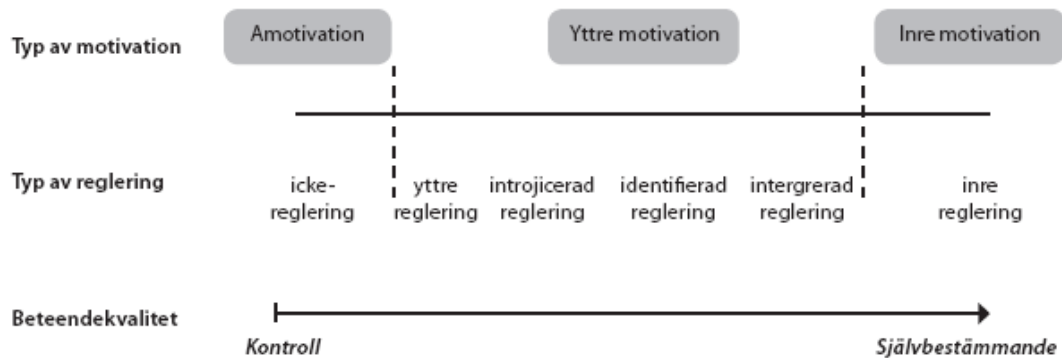 Typ av motivation
Amotivation
Yttre motivation
Inre motivation
Typ av reglering
icke-
reglering
yttre
reglering
introjicerad
reglering
identifierad
reglering
intergrerad
reglering
inre
reglering
Beteendekvalitet
Kontroll
Självbestämmande